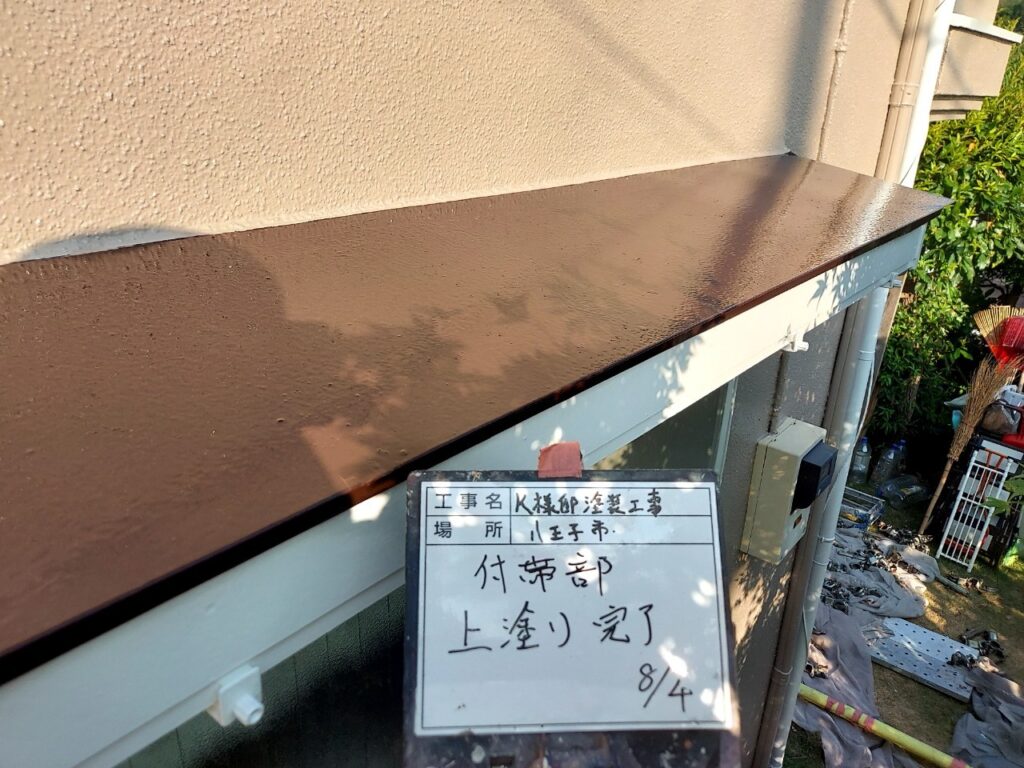 工事名 K様邸塗装工事
場所 八王子市
付帯部
上塗り完了
8/4